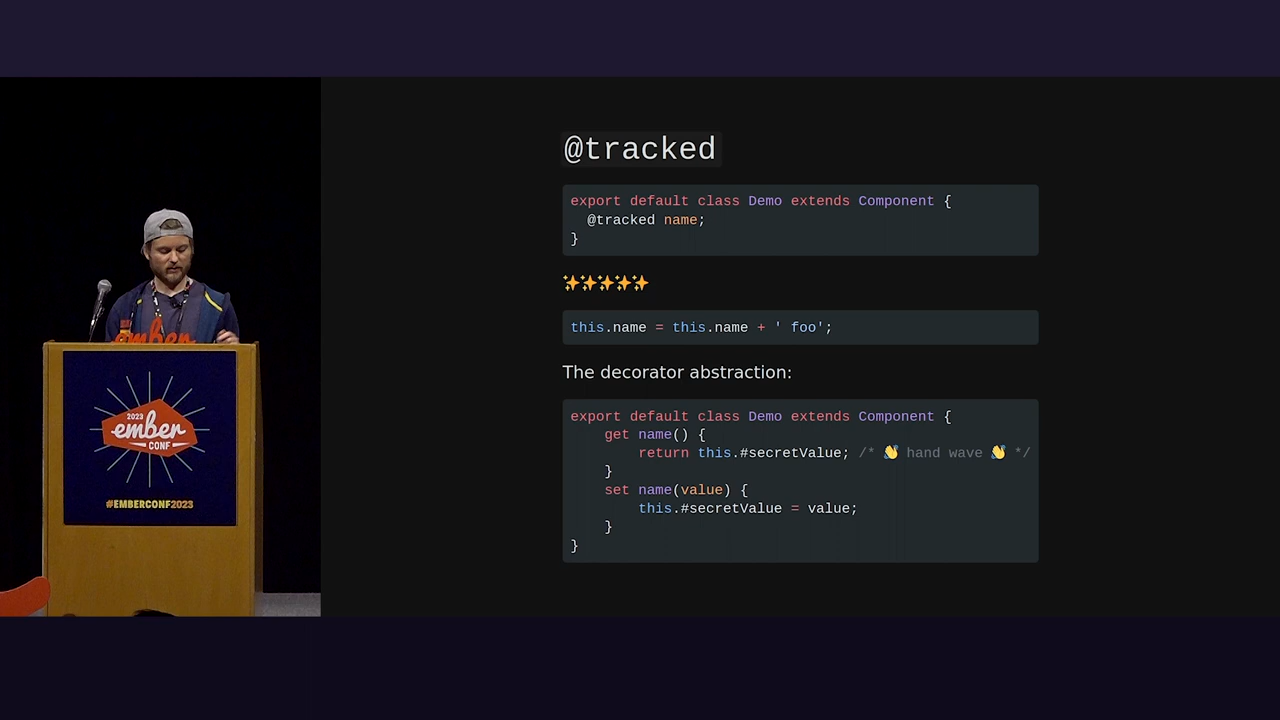 @tracked
export default class Demo extends Component {
  @tracked name;
}
✨✨✨✨✨
this.name = this.name + ' foo';
The decorator abstraction:
export default class Demo extends Component {
    get name() {
        return this.#secretValue; /* 👋 hand wave 👋 */
    }
    set name(value) {
        this.#secretValue = value;
    }
}
ember
2023
ember
CONF
#EMBERCONF2023